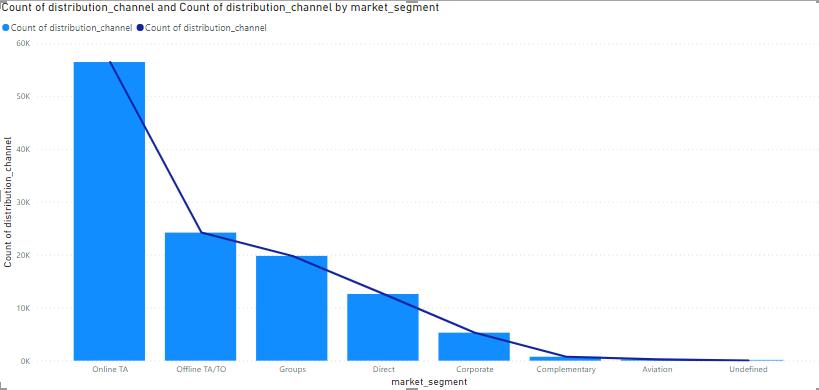 Count of distribution_channel and Count of distribution_channel by market_segment
Count of distribution_channel Count of distribution_channel
60K
50K
40K
30K
20K
10K
0K
Count of distribution_channel
Online TA Offline TA/TO Groups Direct Corporate Complementary Aviation Undefined
market_segment